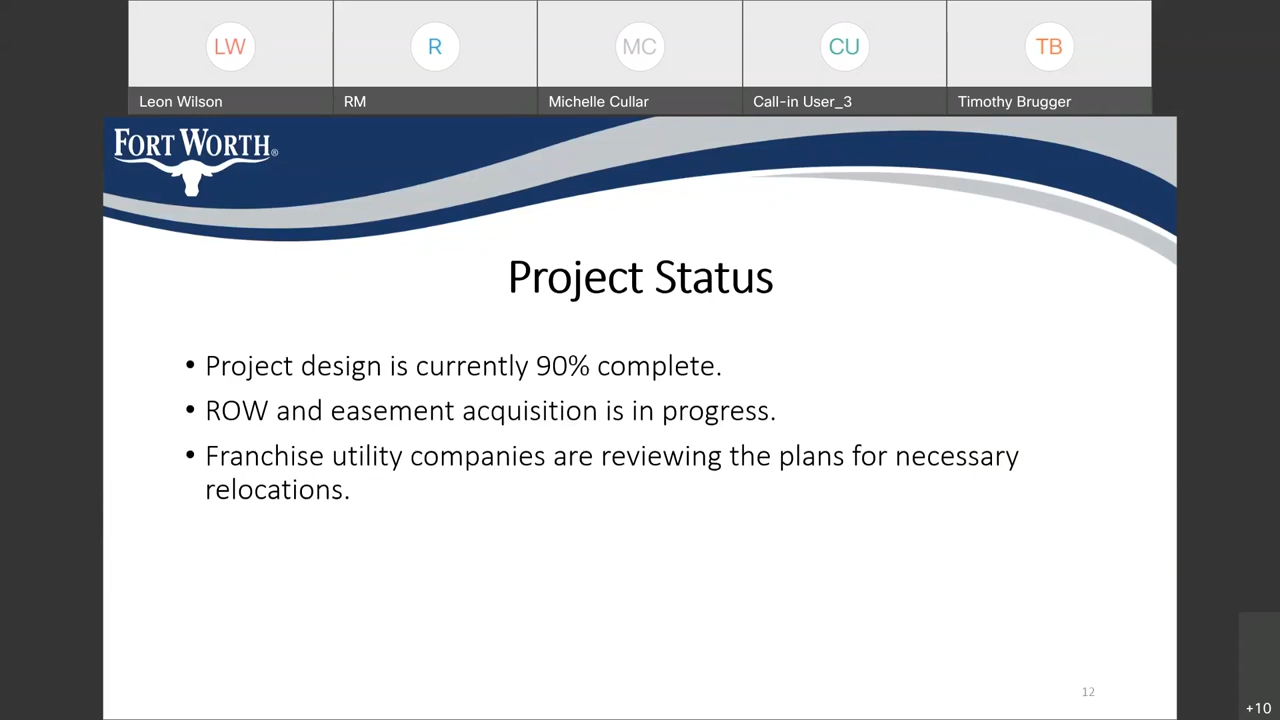 LW
R
MC
CU
TB
Leon Wilson
RM
Michelle Cullar
Call-in User_3
Timothy Brugger
FORT WORTH®
Project Status
• Project design is currently 90% complete.
• ROW and easement acquisition is in progress.
• Franchise utility companies are reviewing the plans for necessary
relocations.
12
+10